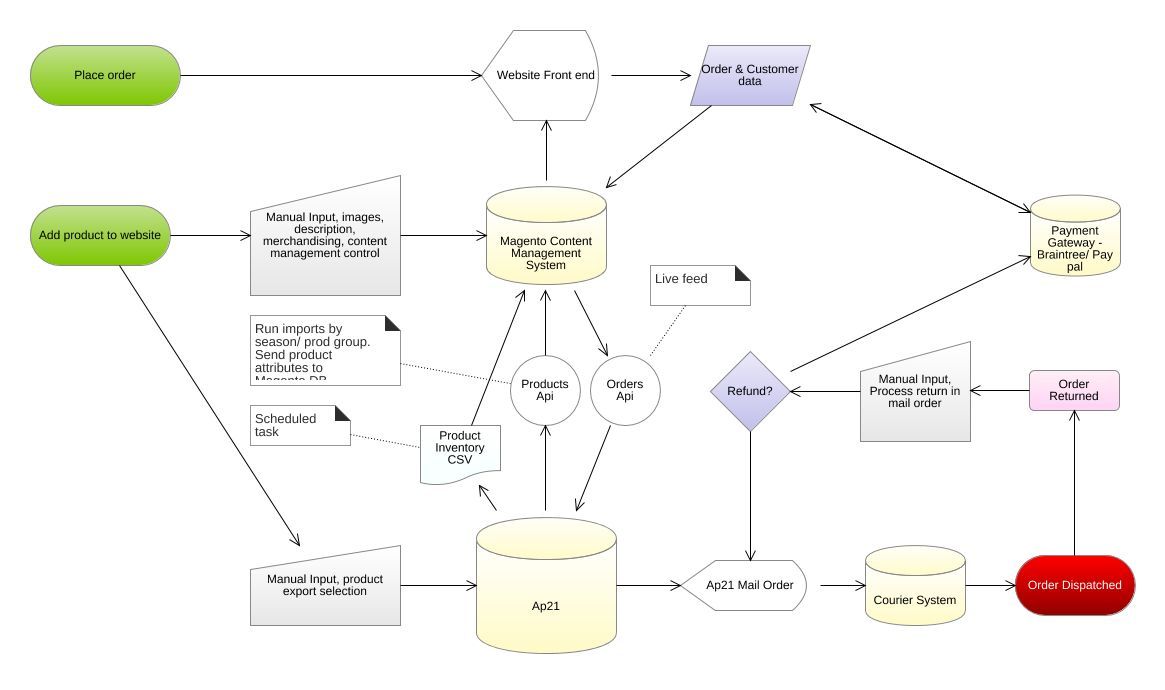 Place order
Website Front end
Order & Customer
data
Add product to website
Manual Input, images,
description,
merchandising, content
management control
Magento Content
Management
System
Payment
Gateway -
Braintree/ Pay
pal
Live feed
Run imports by
season/ prod group.
Send product
attributes to
Magento DB
Products
Api
Orders
Api
Refund?
Manual Input,
Process return in
mail order
Order
Returned
Scheduled
task
Product
Inventory
CSV
Manual Input, product
export selection
Ap21
Ap21 Mail Order
Courier System
Order Dispatched